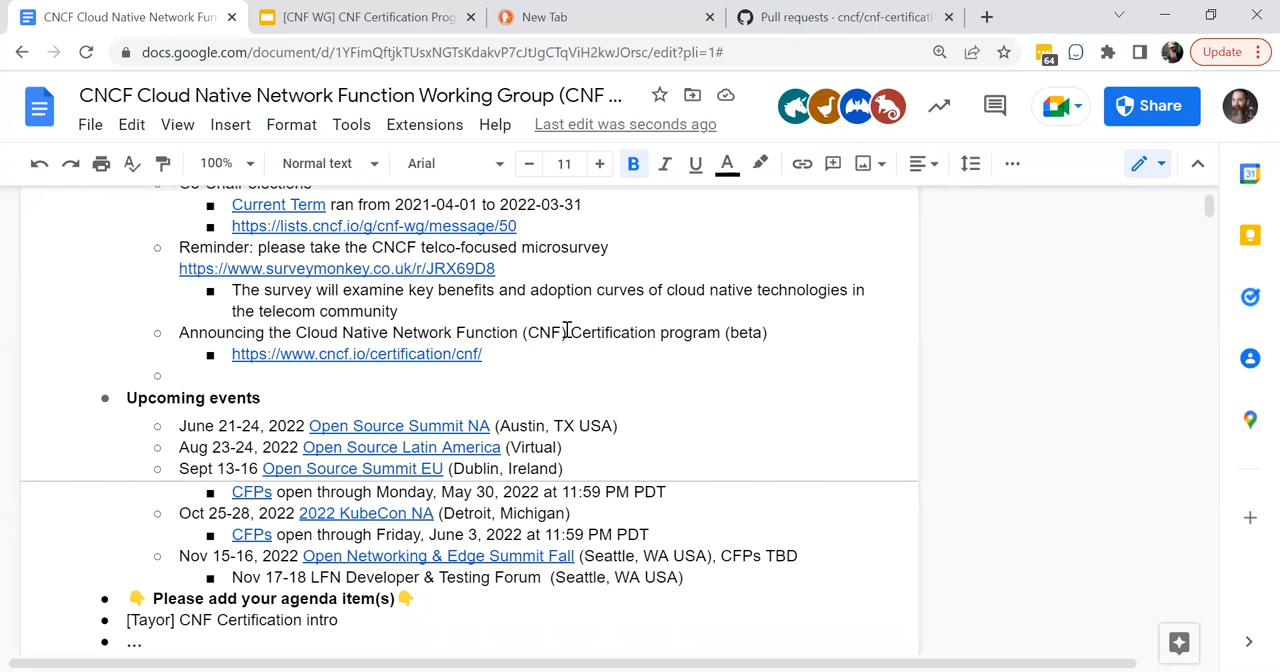 CNCF Cloud Native Network Fun
[CNF WG] CNF Certification Prog
New Tab
Pull requests · cncf/cnf-certificati
docs.google.com/document/d/1YFimQftjkTUsxNGTsKdakvP7cJtJgCTqViH2kwJOrsc/edit?pli=1#
64
Update
CNCF Cloud Native Network Function Working Group (CNF ...
Share
File Edit View Insert Format Tools Extensions Help Last edit was seconds ago
100% Normal text Arial 11 B I U A
31
Co-Chair elections
Current Term ran from 2021-04-01 to 2022-03-31
https://lists.cncf.io/g/cnf-wg/message/50
Reminder: please take the CNCF telco-focused microsurvey
https://www.surveymonkey.co.uk/r/JRX69D8
The survey will examine key benefits and adoption curves of cloud native technologies in
the telecom community
Announcing the Cloud Native Network Function (CNF) Certification program (beta)
https://www.cncf.io/certification/cnf/
Upcoming events
June 21-24, 2022 Open Source Summit NA (Austin, TX USA)
Aug 23-24, 2022 Open Source Latin America (Virtual)
Sept 13-16 Open Source Summit EU (Dublin, Ireland)
CFPs open through Monday, May 30, 2022 at 11:59 PM PDT
Oct 25-28, 2022 2022 KubeCon NA (Detroit, Michigan)
CFPs open through Friday, June 3, 2022 at 11:59 PM PDT
Nov 15-16, 2022 Open Networking & Edge Summit Fall (Seattle, WA USA), CFPs TBD
Nov 17-18 LFN Developer & Testing Forum (Seattle, WA USA)
👇 Please add your agenda item(s)👇
[Tayor] CNF Certification intro
...